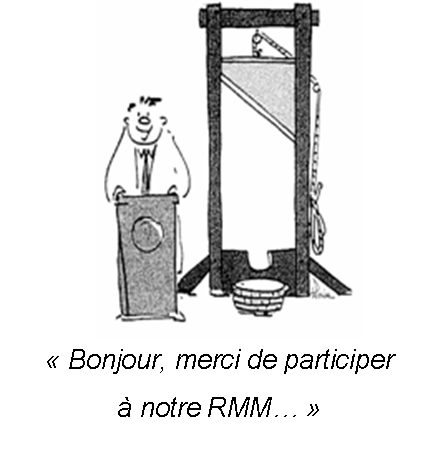 « Bonjour, merci de participer
à notre RMM… »